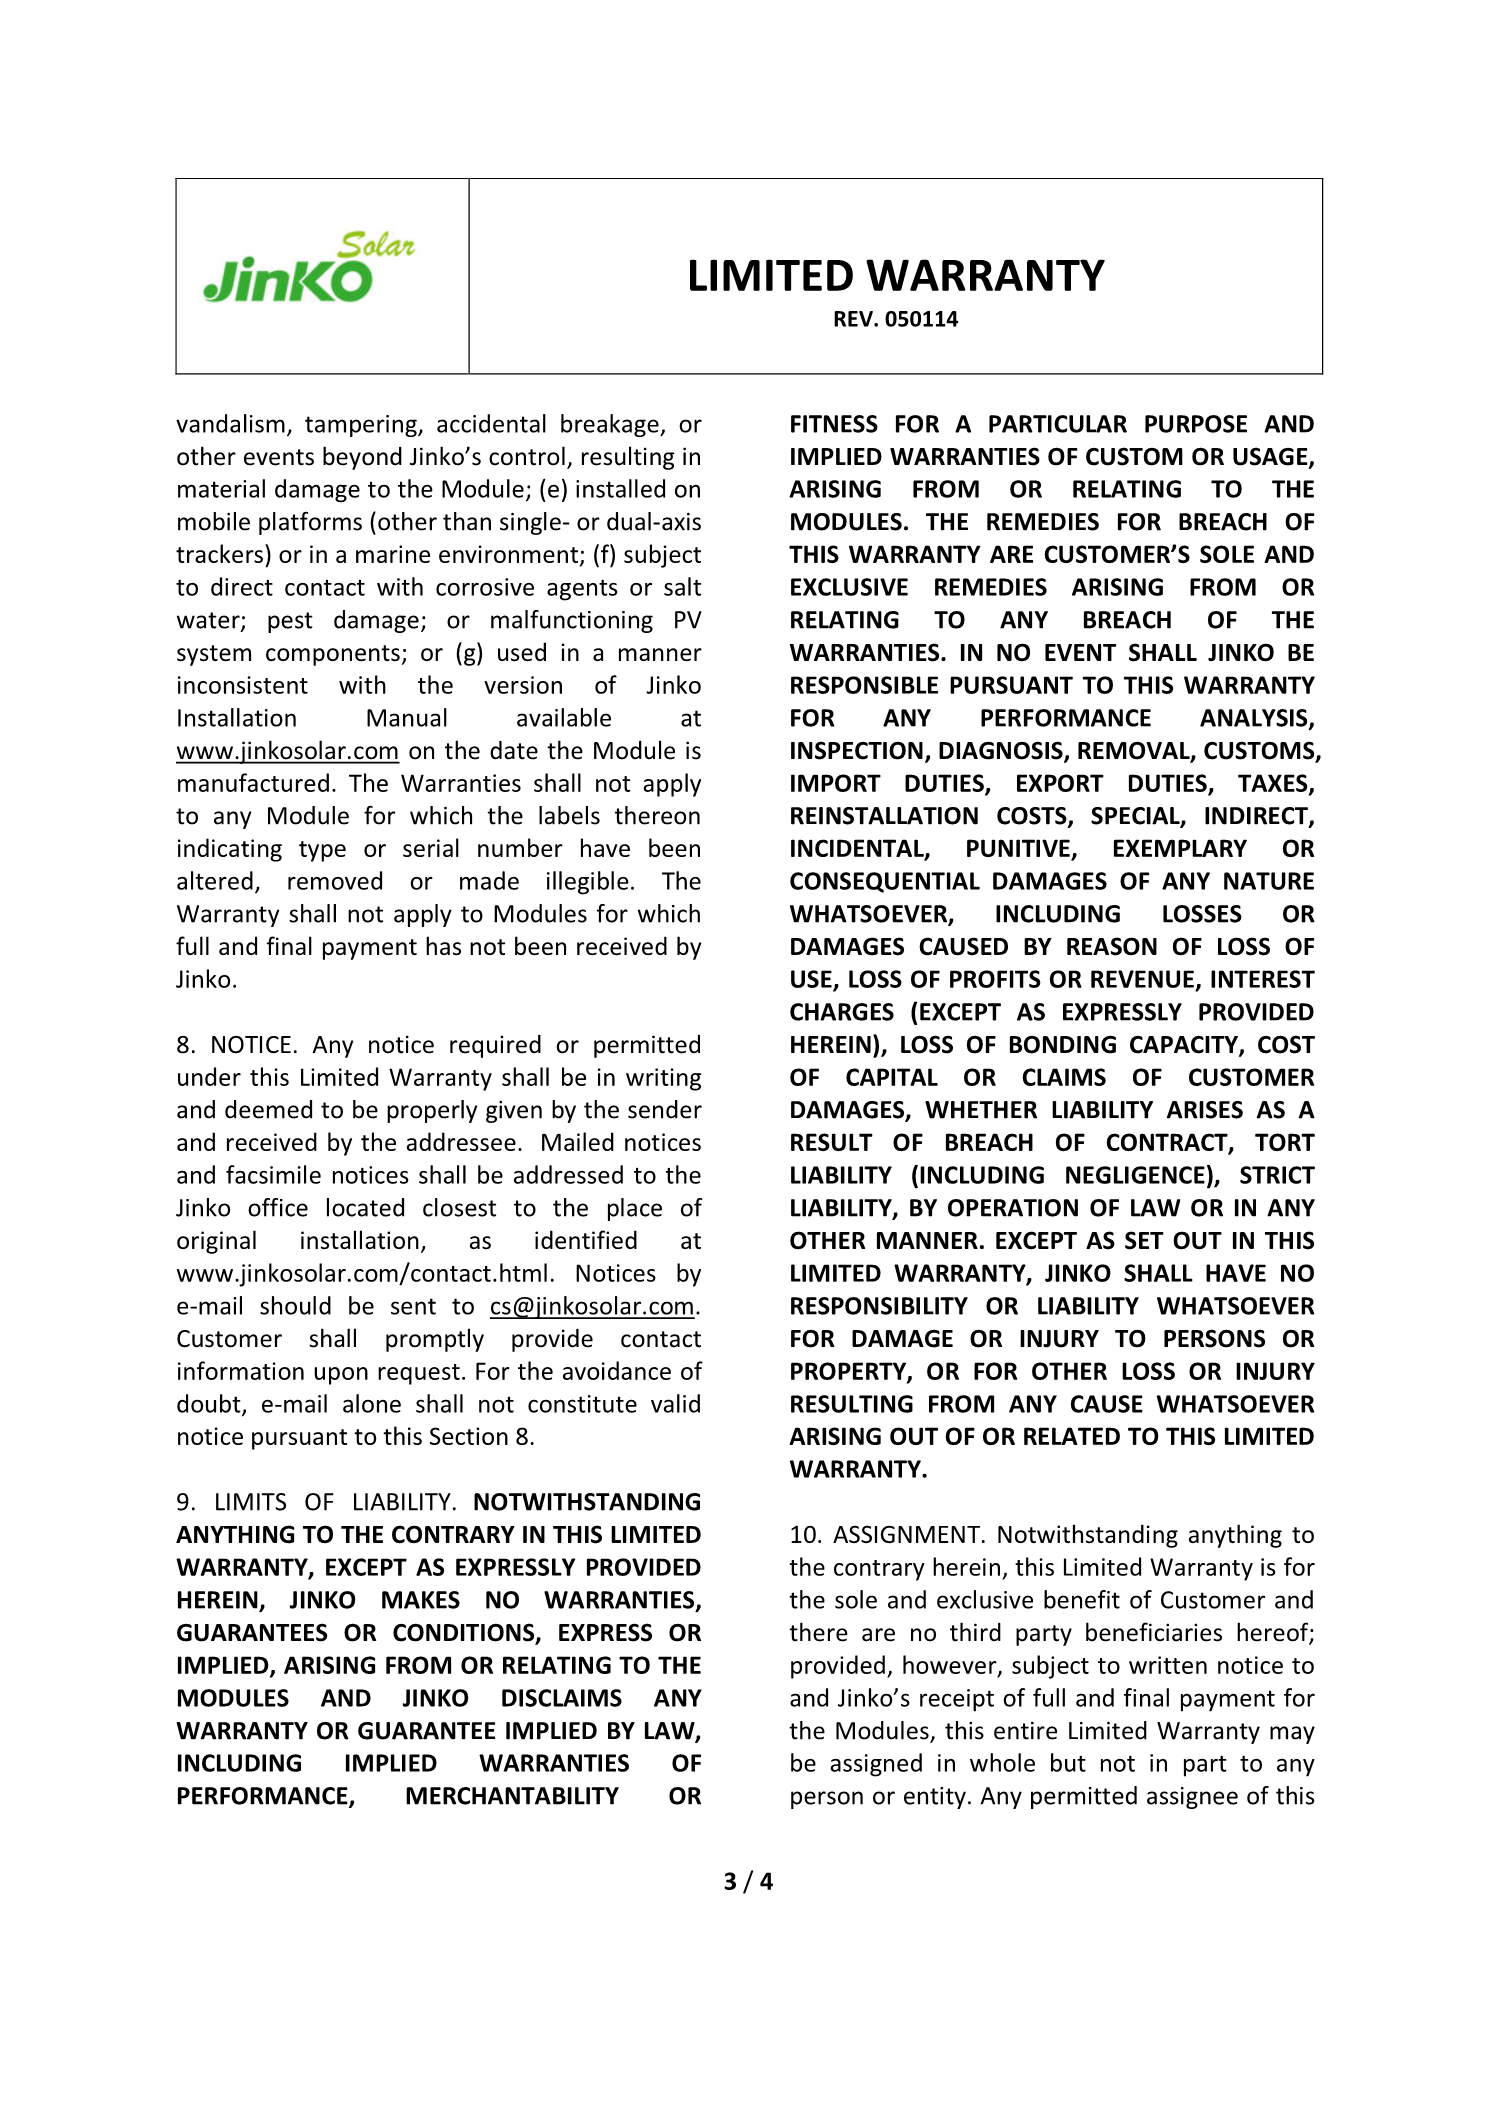 JinKO Solar
LIMITED WARRANTY
REV. 050114
vandalism, tampering, accidental breakage, or
other events beyond Jinko’s control, resulting in
material damage to the Module; (e) installed on
mobile platforms (other than single- or dual-axis
trackers) or in a marine environment; (f) subject
to direct contact with corrosive agents or salt
water; pest damage; or malfunctioning PV
system components; or (g) used in a manner
inconsistent with the version of Jinko
Installation Manual available at
www.jinkosolar.com on the date the Module is
manufactured. The Warranties shall not apply
to any Module for which the labels thereon
indicating type or serial number have been
altered, removed or made illegible. The
Warranty shall not apply to Modules for which
full and final payment has not been received by
Jinko.
8. NOTICE. Any notice required or permitted
under this Limited Warranty shall be in writing
and deemed to be properly given by the sender
and received by the addressee. Mailed notices
and facsimile notices shall be addressed to the
Jinko office located closest to the place of
original installation, as identified at
www.jinkosolar.com/contact.html. Notices by
e-mail should be sent to cs@jinkosolar.com.
Customer shall promptly provide contact
information upon request. For the avoidance of
doubt, e-mail alone shall not constitute valid
notice pursuant to this Section 8.
9. LIMITS OF LIABILITY. NOTWITHSTANDING
ANYTHING TO THE CONTRARY IN THIS LIMITED
WARRANTY, EXCEPT AS EXPRESSLY PROVIDED
HEREIN, JINKO MAKES NO WARRANTIES,
GUARANTEES OR CONDITIONS, EXPRESS OR
IMPLIED, ARISING FROM OR RELATING TO THE
MODULES AND JINKO DISCLAIMS ANY
WARRANTY OR GUARANTEE IMPLIED BY LAW,
INCLUDING IMPLIED WARRANTIES OF
PERFORMANCE, MERCHANTABILITY OR
FITNESS FOR A PARTICULAR PURPOSE AND
IMPLIED WARRANTIES OF CUSTOM OR USAGE,
ARISING FROM OR RELATING TO THE
MODULES. THE REMEDIES FOR BREACH OF
THIS WARRANTY ARE CUSTOMER’S SOLE AND
EXCLUSIVE REMEDIES ARISING FROM OR
RELATING TO ANY BREACH OF THE
WARRANTIES. IN NO EVENT SHALL JINKO BE
RESPONSIBLE PURSUANT TO THIS WARRANTY
FOR ANY PERFORMANCE ANALYSIS,
INSPECTION, DIAGNOSIS, REMOVAL, CUSTOMS,
IMPORT DUTIES, EXPORT DUTIES, TAXES,
REINSTALLATION COSTS, SPECIAL, INDIRECT,
INCIDENTAL, PUNITIVE, EXEMPLARY OR
CONSEQUENTIAL DAMAGES OF ANY NATURE
WHATSOEVER, INCLUDING LOSSES OR
DAMAGES CAUSED BY REASON OF LOSS OF
USE, LOSS OF PROFITS OR REVENUE, INTEREST
CHARGES (EXCEPT AS EXPRESSLY PROVIDED
HEREIN), LOSS OF BONDING CAPACITY, COST
OF CAPITAL OR CLAIMS OF CUSTOMER
DAMAGES, WHETHER LIABILITY ARISES AS A
RESULT OF BREACH OF CONTRACT, TORT
LIABILITY (INCLUDING NEGLIGENCE), STRICT
LIABILITY, BY OPERATION OF LAW OR IN ANY
OTHER MANNER. EXCEPT AS SET OUT IN THIS
LIMITED WARRANTY, JINKO SHALL HAVE NO
RESPONSIBILITY OR LIABILITY WHATSOEVER
FOR DAMAGE OR INJURY TO PERSONS OR
PROPERTY, OR FOR OTHER LOSS OR INJURY
RESULTING FROM ANY CAUSE WHATSOEVER
ARISING OUT OF OR RELATED TO THIS LIMITED
WARRANTY.
10. ASSIGNMENT. Notwithstanding anything to
the contrary herein, this Limited Warranty is for
the sole and exclusive benefit of Customer and
there are no third party beneficiaries hereof;
provided, however, subject to written notice to
and Jinko’s receipt of full and final payment for
the Modules, this entire Limited Warranty may
be assigned in whole but not in part to any
person or entity. Any permitted assignee of this
3 / 4